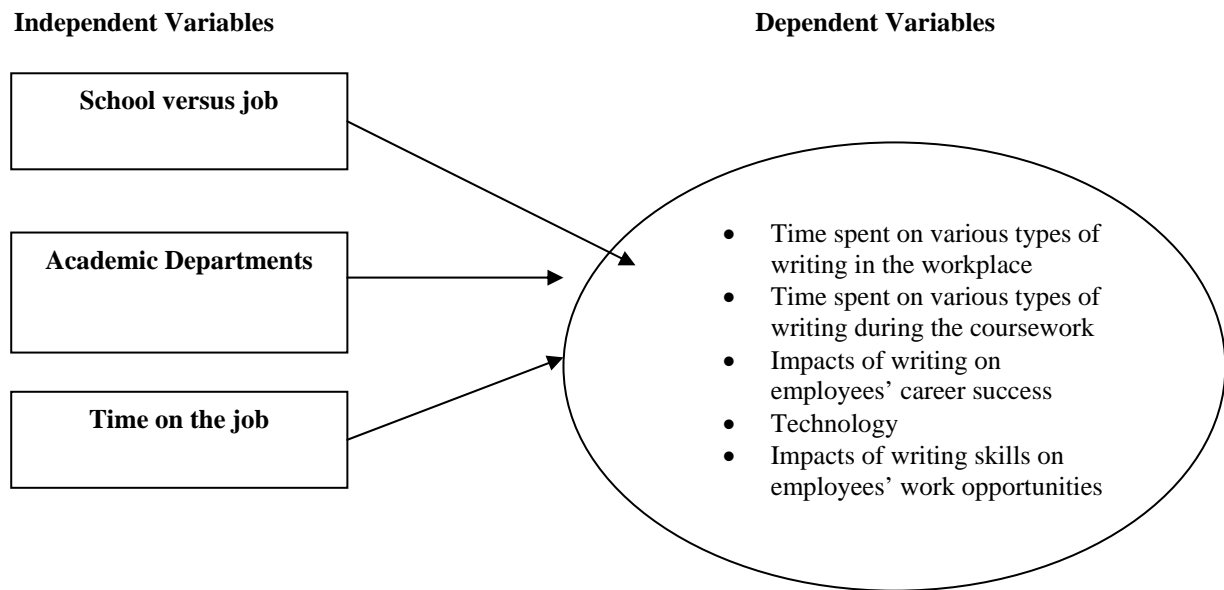 Independent Variables
Dependent Variables
School versus job
Academic Departments
Time on the job
• Time spent on various types of
writing in the workplace
• Time spent on various types of
writing during the coursework
• Impacts of writing on
employees’ career success
• Technology
• Impacts of writing skills on
employees’ work opportunities